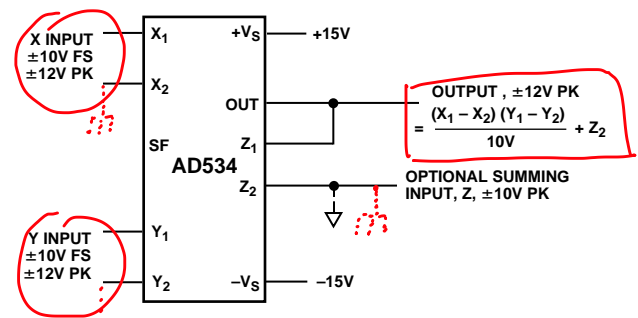 X INPUT
±10V FS
±12V PK
X1
X2
SF
AD534
Y INPUT
±10V FS
±12V PK
Y1
Y2
+VS
+15V
OUT
Z1
Z2
−VS
−15V
OUTPUT , ±12V PK
= (X1 – X2) (Y1 – Y2)
10V
+ Z2
OPTIONAL SUMMING
INPUT, Z, ±10V PK